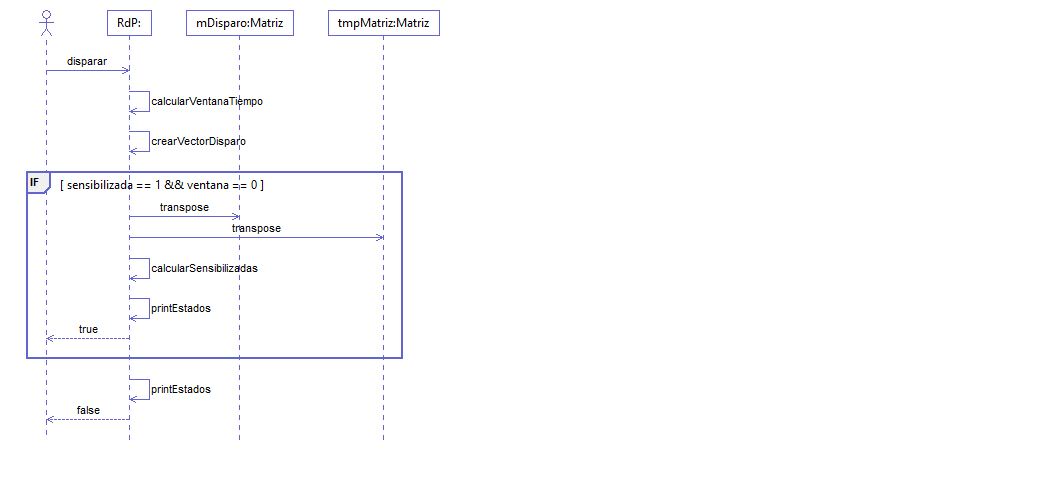 RdP:
mDisparo:Matriz
tmpMatriz:Matriz
disparar
calcularVentanaTiempo
crearVectorDisparo
IF
[ sensibilizada == 1 && ventana == 0 ]
transpose
transpose
calcularSensibilizadas
printEstados
true
printEstados
false